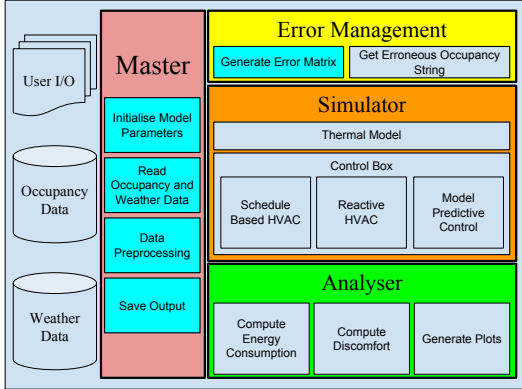 User I/O
Occupancy
Data
Weather
Data
Master
Initialise Model
Parameters
Read
Occupancy and
Weather Data
Data
Preprocessing
Save Output
Error Management
Generate Error Matrix
Get Erroneous Occupancy
String
Simulator
Thermal Model
Control Box
Schedule
Based HVAC
Reactive
HVAC
Model
Predictive
Control
Analyser
Compute
Energy
Consumption
Compute
Discomfort
Generate Plots